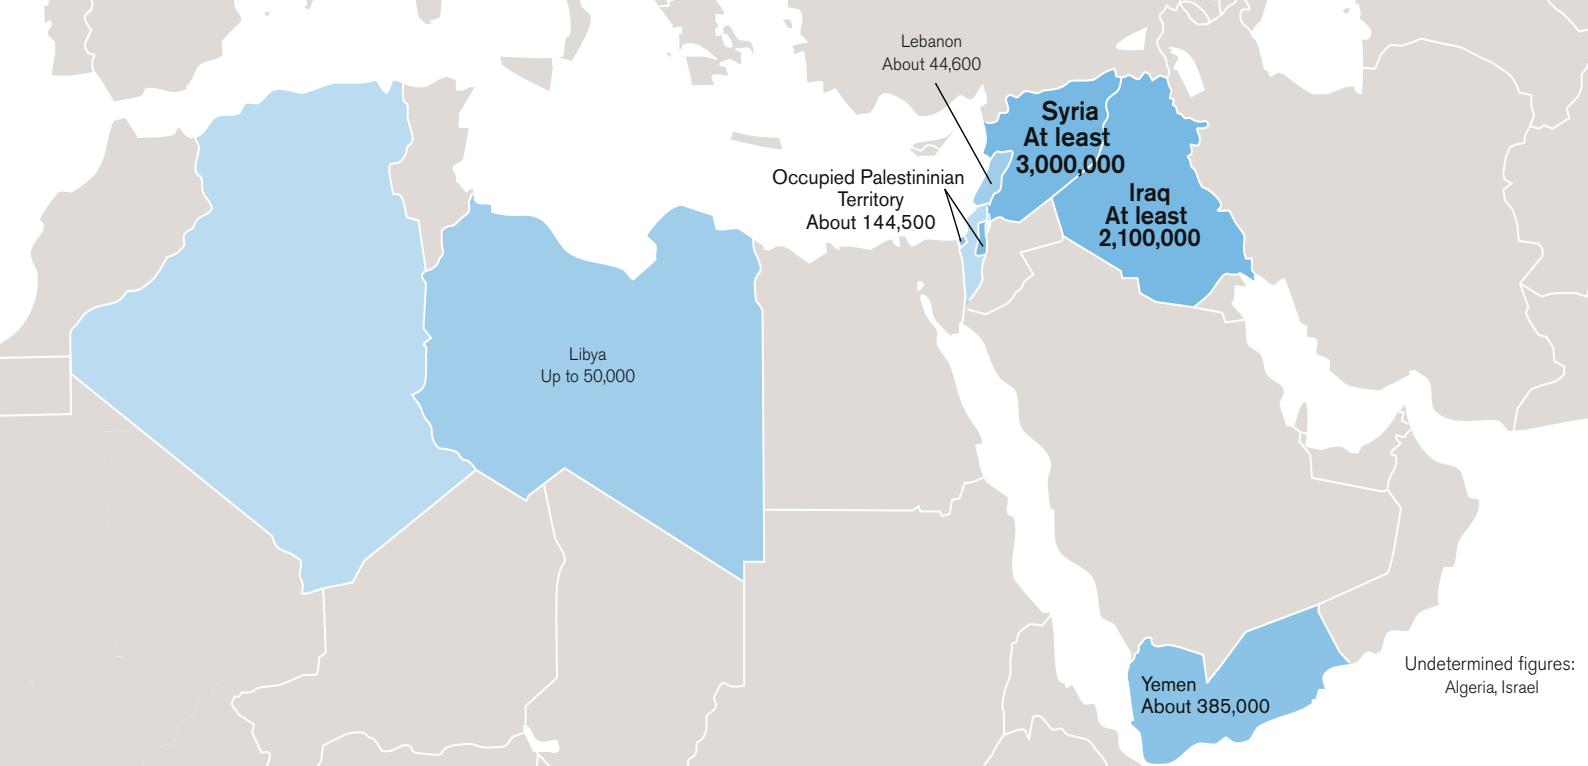 Lebanon
About 44,600
Syria
At least
3,000,000
Occupied Palestininian
Territory
About 144,500
Iraq
At least
2,100,000
Libya
Up to 50,000
Yemen
About 385,000
Undetermined figures:
Algeria, Israel